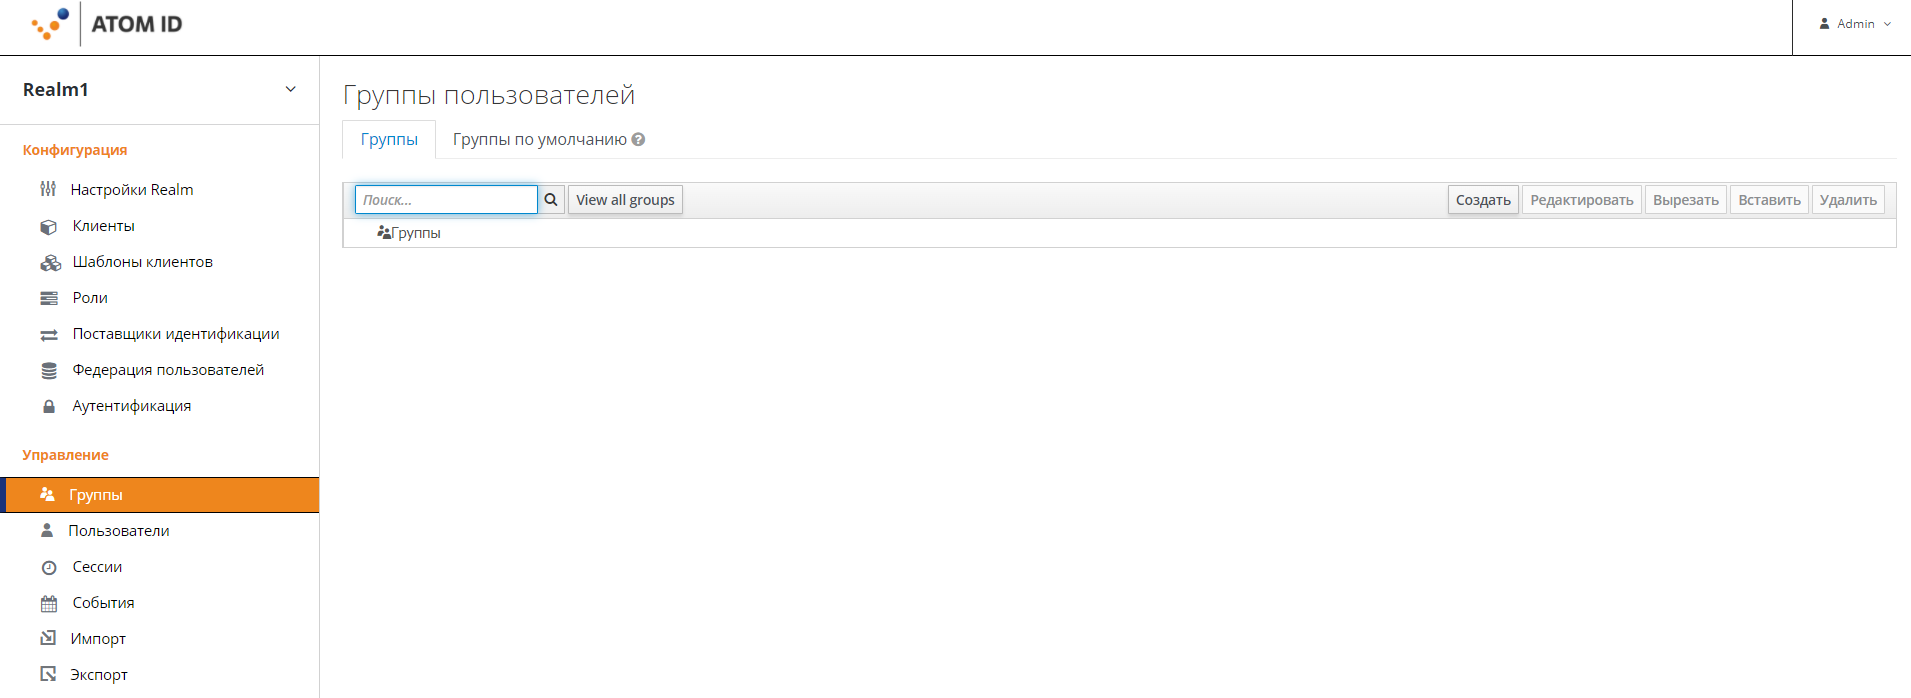 ATOM ID
Admin
Realm1
Конфигурация
Настройки Realm
Клиенты
Шаблоны клиентов
Роли
Поставщики идентификации
Федерация пользователей
Аутентификация
Управление
Группы
Пользователи
Сессии
События
Импорт
Экспорт
Группы пользователей
Группы Группы по умолчанию ?
Поиск... View all groups Создать Редактировать Вырезать Вставить Удалить
Группы